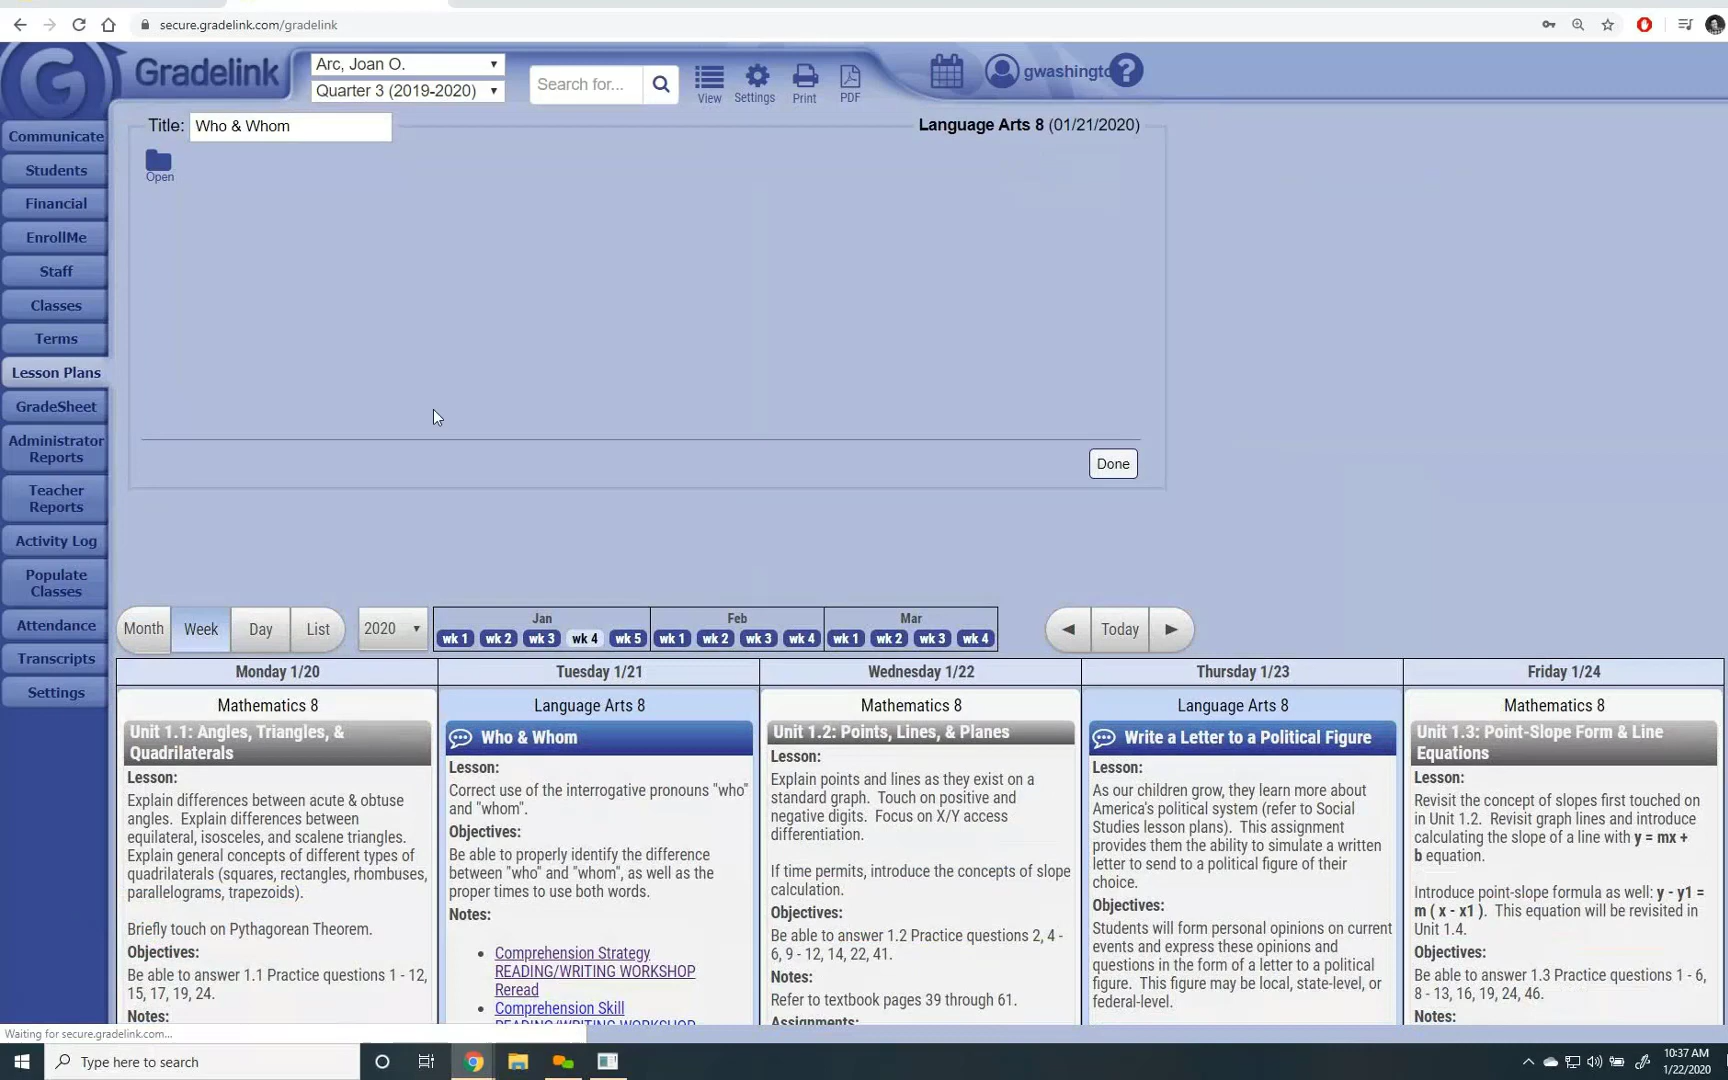 secure.gradelink.com/gradelink
Gradelink
Arc, Joan O.
Quarter 3 (2019-2020)
Search for...
View
Settings
Print
PDF
gwashingto
Title:
Who & Whom
Language Arts 8 (01/21/2020)
Open
Done
Communicate
Students
Financial
EnrollMe
Staff
Classes
Terms
Lesson Plans
GradeSheet
Administrator
Reports
Teacher
Reports
Activity Log
Populate
Classes
Attendance
Transcripts
Settings
Month
Week
Day
List
2020
Jan
Feb
Mar
wk 1 wk 2 wk 3 wk 4 wk 5 wk 1 wk 2 wk 3 wk 4 wk 1 wk 2 wk 3 wk 4
Today
Monday 1/20
Mathematics 8
Unit 1.1: Angles, Triangles, &
Quadrilaterals
Lesson:
Explain differences between acute & obtuse
angles. Explain differences between
equilateral, isosceles, and scalene triangles.
Explain general concepts of different types of
quadrilaterals (squares, rectangles, rhombuses,
parallelograms, trapezoids).
Briefly touch on Pythagorean Theorem.
Objectives:
Be able to answer 1.1 Practice questions 1 - 12,
15, 17, 19, 24.
Notes:
Tuesday 1/21
Language Arts 8
Who & Whom
Lesson:
Correct use of the interrogative pronouns "who"
and "whom".
Objectives:
Be able to properly identify the difference
between "who" and "whom", as well as the
proper times to use both words.
Notes:
Comprehension Strategy
READING/WRITING WORKSHOP
Reread
Comprehension Skill
READING/WRITING WORKSHOP
Wednesday 1/22
Mathematics 8
Unit 1.2: Points, Lines, & Planes
Lesson:
Explain points and lines as they exist on a
standard graph. Touch on positive and
negative digits. Focus on X/Y access
differentiation.
If time permits, introduce the concepts of slope
calculation.
Objectives:
Be able to answer 1.2 Practice questions 2, 4 -
6, 9 - 12, 14, 22, 41.
Notes:
Refer to textbook pages 39 through 61.
Assignments:
Thursday 1/23
Language Arts 8
Write a Letter to a Political Figure
Lesson:
As our children grow, they learn more about
America's political system (refer to Social
Studies lesson plans). This assignment
provides them the ability to simulate a written
letter to send to a political figure of their
choice.
Objectives:
Students will form personal opinions on current
events and express these opinions and
questions in the form of a letter to a political
figure. This figure may be local, state-level, or
federal-level.
Friday 1/24
Mathematics 8
Unit 1.3: Point-Slope Form & Line
Equations
Lesson:
Revisit the concept of slopes first touched on
in Unit 1.2. Revisit graph lines and introduce
calculating the slope of a line with y = mx +
b equation.
Introduce point-slope formula as well: y - y1 =
m ( x - x1 ). This equation will be revisited in
Unit 1.4.
Objectives:
Be able to answer 1.3 Practice questions 1 - 6,
8 - 13, 16, 19, 24, 46.
Notes:
Waiting for secure.gradelink.com...
Type here to search
10:37 AM
1/22/2020